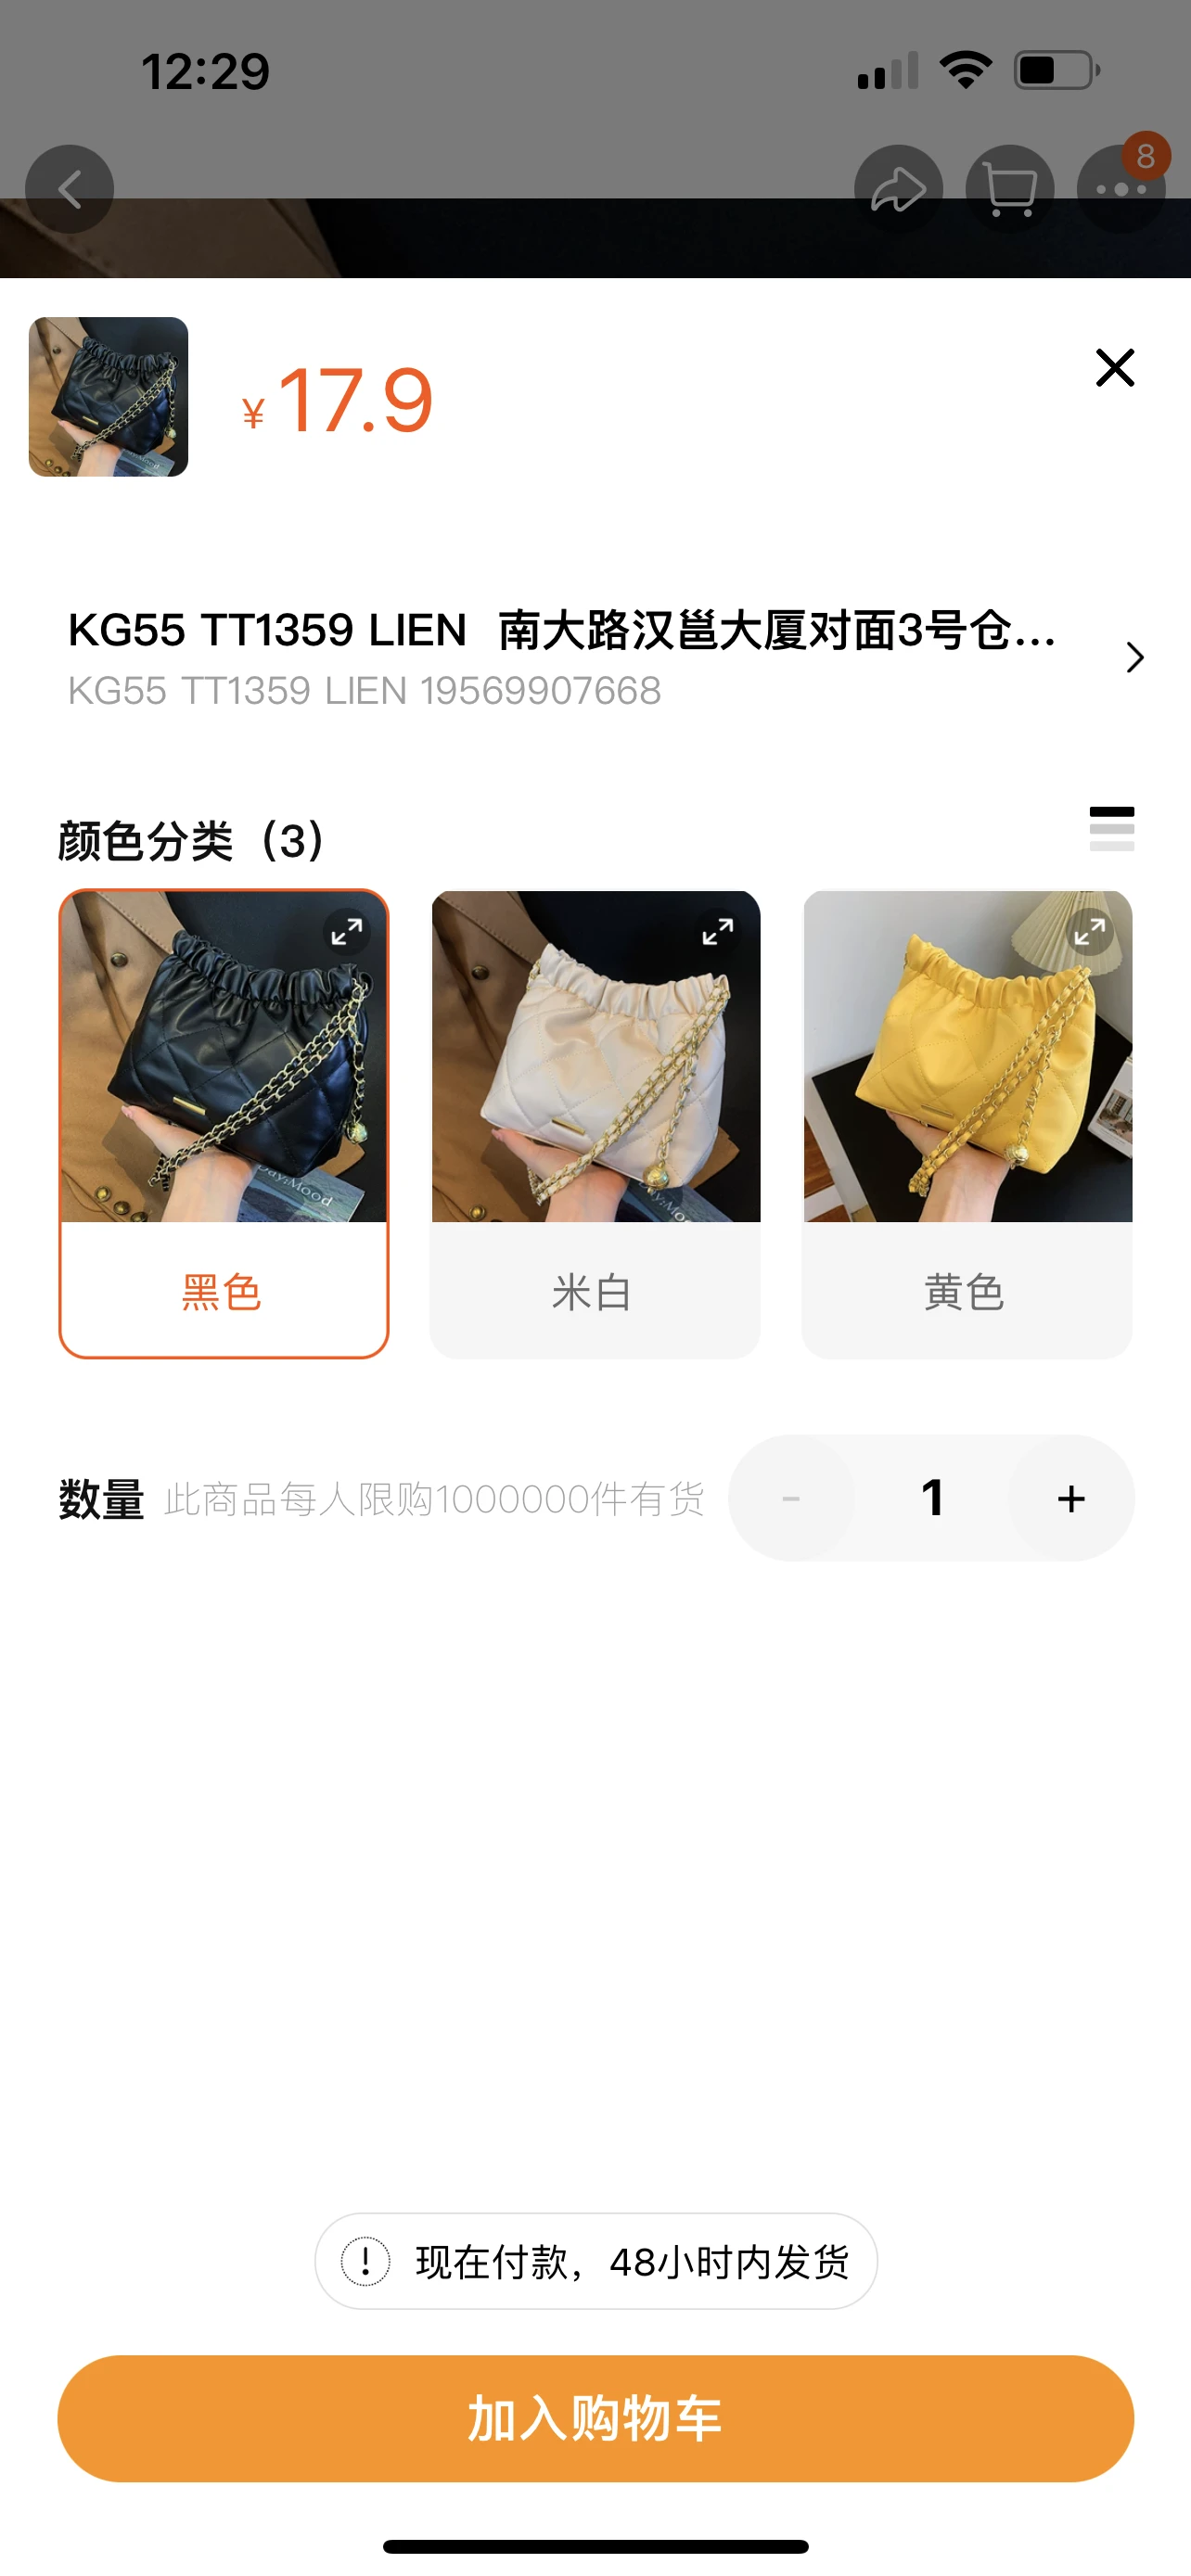 12:29
8
¥17.9
KG55 TT1359 LIEN 南大路汉邕大厦对面3号仓...
KG55 TT1359 LIEN 19569907668
颜色分类（3）
Day:Mood
黑色
米白
黄色
数量 此商品每人限购1000000件有货
- 1 +
现在付款，48小时内发货
加入购物车